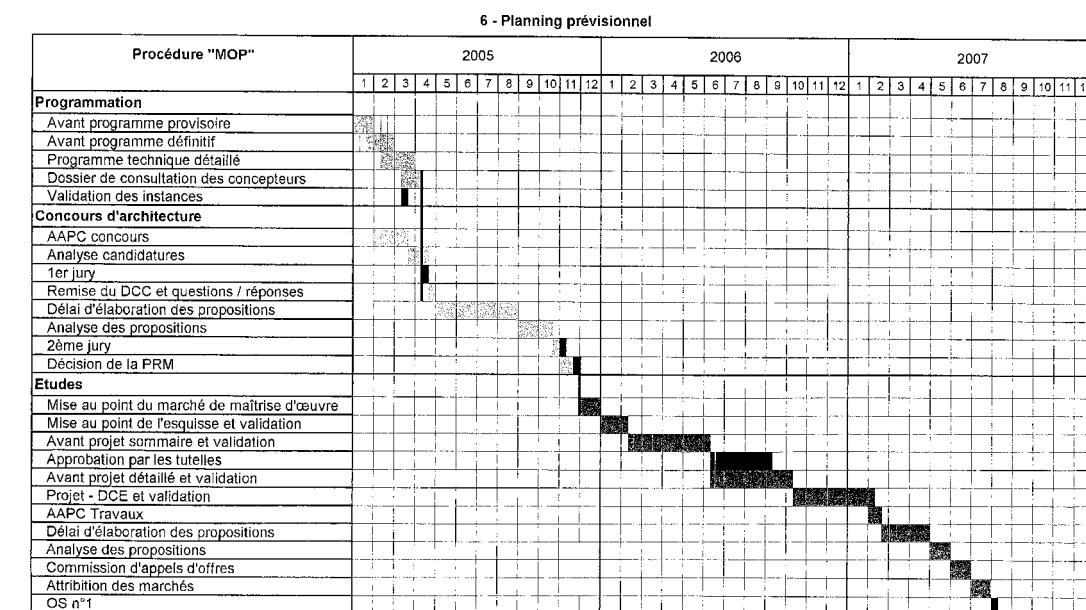 6 - Planning prévisionnel
Procédure "MOP" 2005 2006 2007
1 2 3 4 5 6 7 8 9 10 11 12 1 2 3 4 5 6 7 8 9 10 11 12 1 2 3 4 5 6 7 8 9 10 11 1
Programmation
Avant programme provisoire
Avant programme définitif
Programme technique détaillé
Dossier de consultation des concepteurs
Validation des instances
Concours d'architecture
AAPC concours
Analyse candidatures
1er jury
Remise du DCC et questions / réponses
Délai d'élaboration des propositions
Analyse des propositions
2ème jury
Décision de la PRM
Etudes
Mise au point du marché de maîtrise d'œuvre
Mise au point de l'esquisse et validation
Avant projet sommaire et validation
Approbation par les tutelles
Avant projet détaillé et validation
Projet - DCE et validation
AAPC Travaux
Délai d'élaboration des propositions
Analyse des propositions
Commission d'appels d'offres
Attribition des marchés
OS n°1